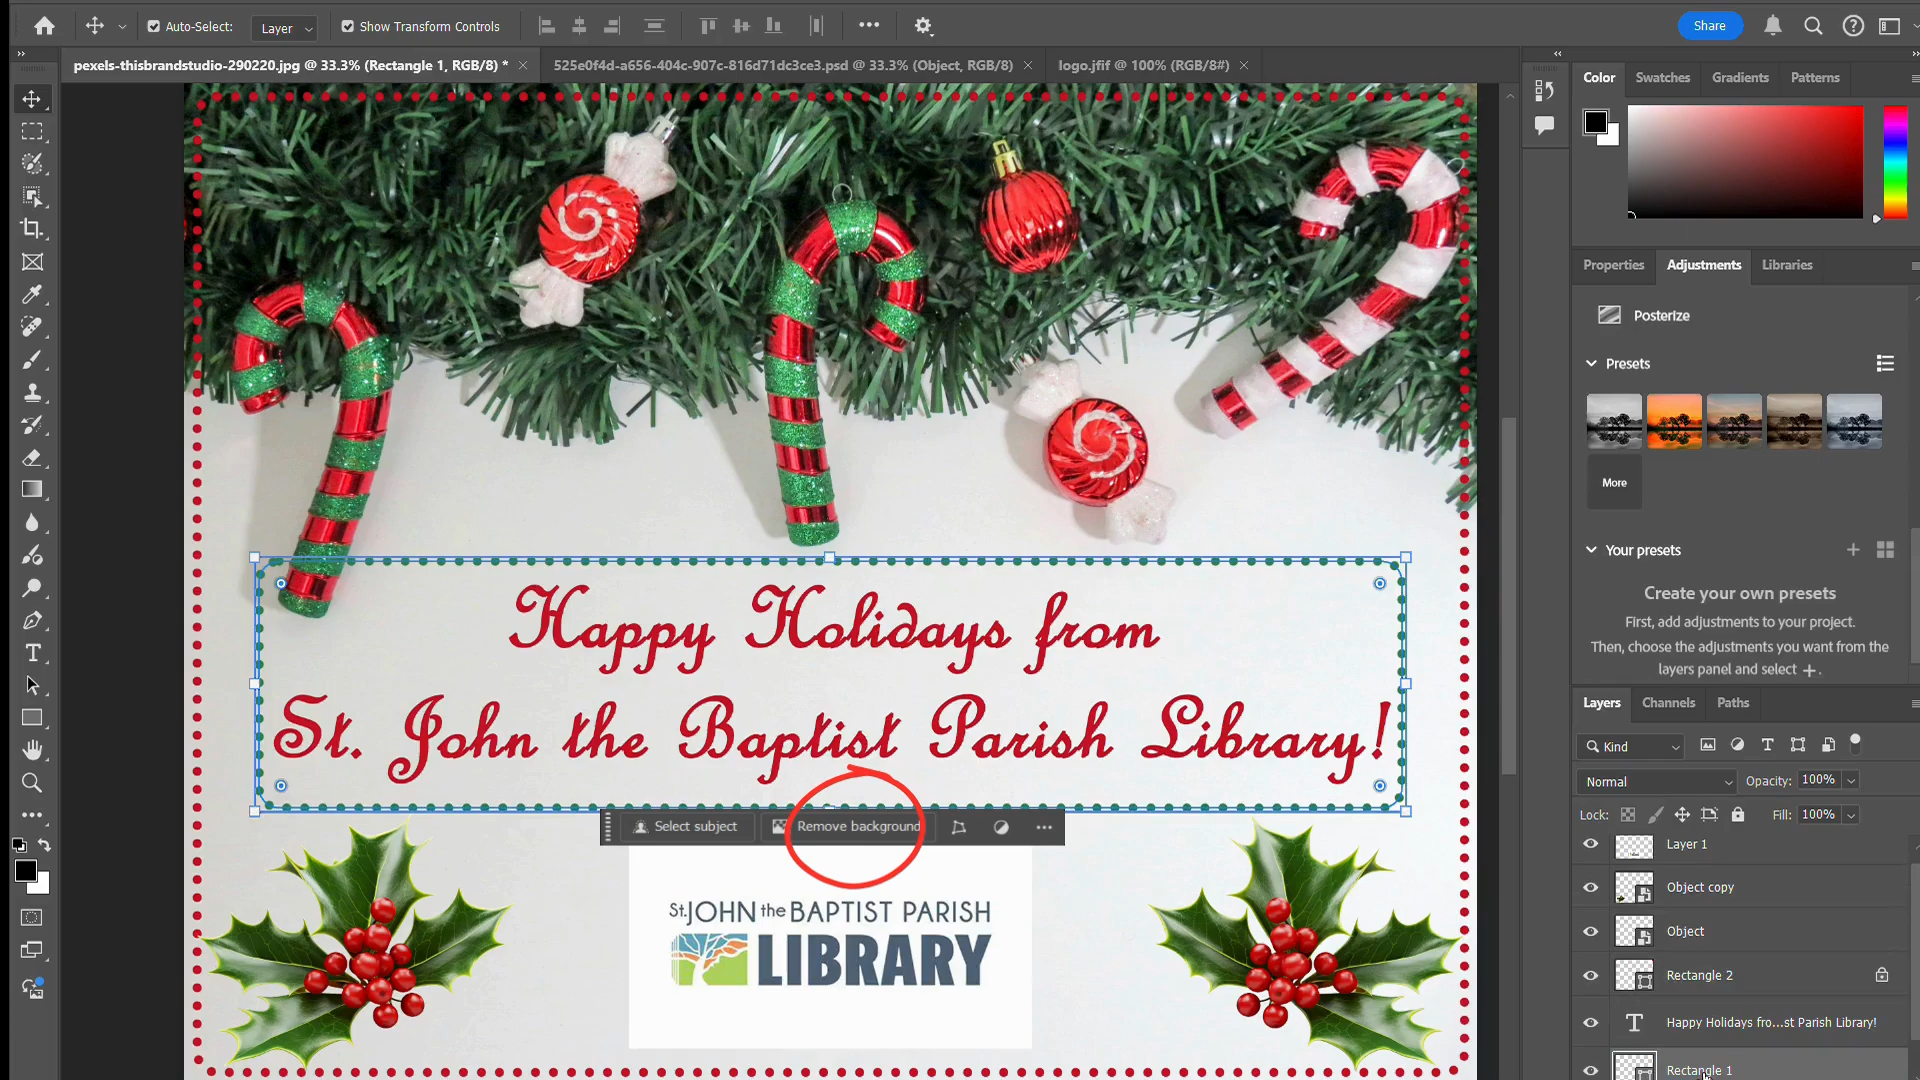 Auto-Select:
Layer
Show Transform Controls
Share
pexels-thisbrandstudio-290220.jpg @ 33.3% (Rectangle 1, RGB/8) *
525e0f4d-a656-404c-907c-816d71dc3ce3.psd @ 33.3% (Object, RGB/8)
logo.jfif @ 100% (RGB/8#)
Color
Swatches
Gradients
Patterns
Properties
Adjustments
Libraries
Posterize
Presets
More
Your presets
Create your own presets
First, add adjustments to your project.
Then, choose the adjustments you want from the
layers panel and select +.
Layers
Channels
Paths
Kind
Normal
Opacity: 100%
Lock:
Fill: 100%
Layer 1
Object copy
Object
Rectangle 2
Happy Holidays fro...st Parish Library!
Rectangle 1
Happy Holidays from
St. John the Baptist Parish Library!
Select subject
Remove background
St. JOHN the BAPTIST PARISH
LIBRARY